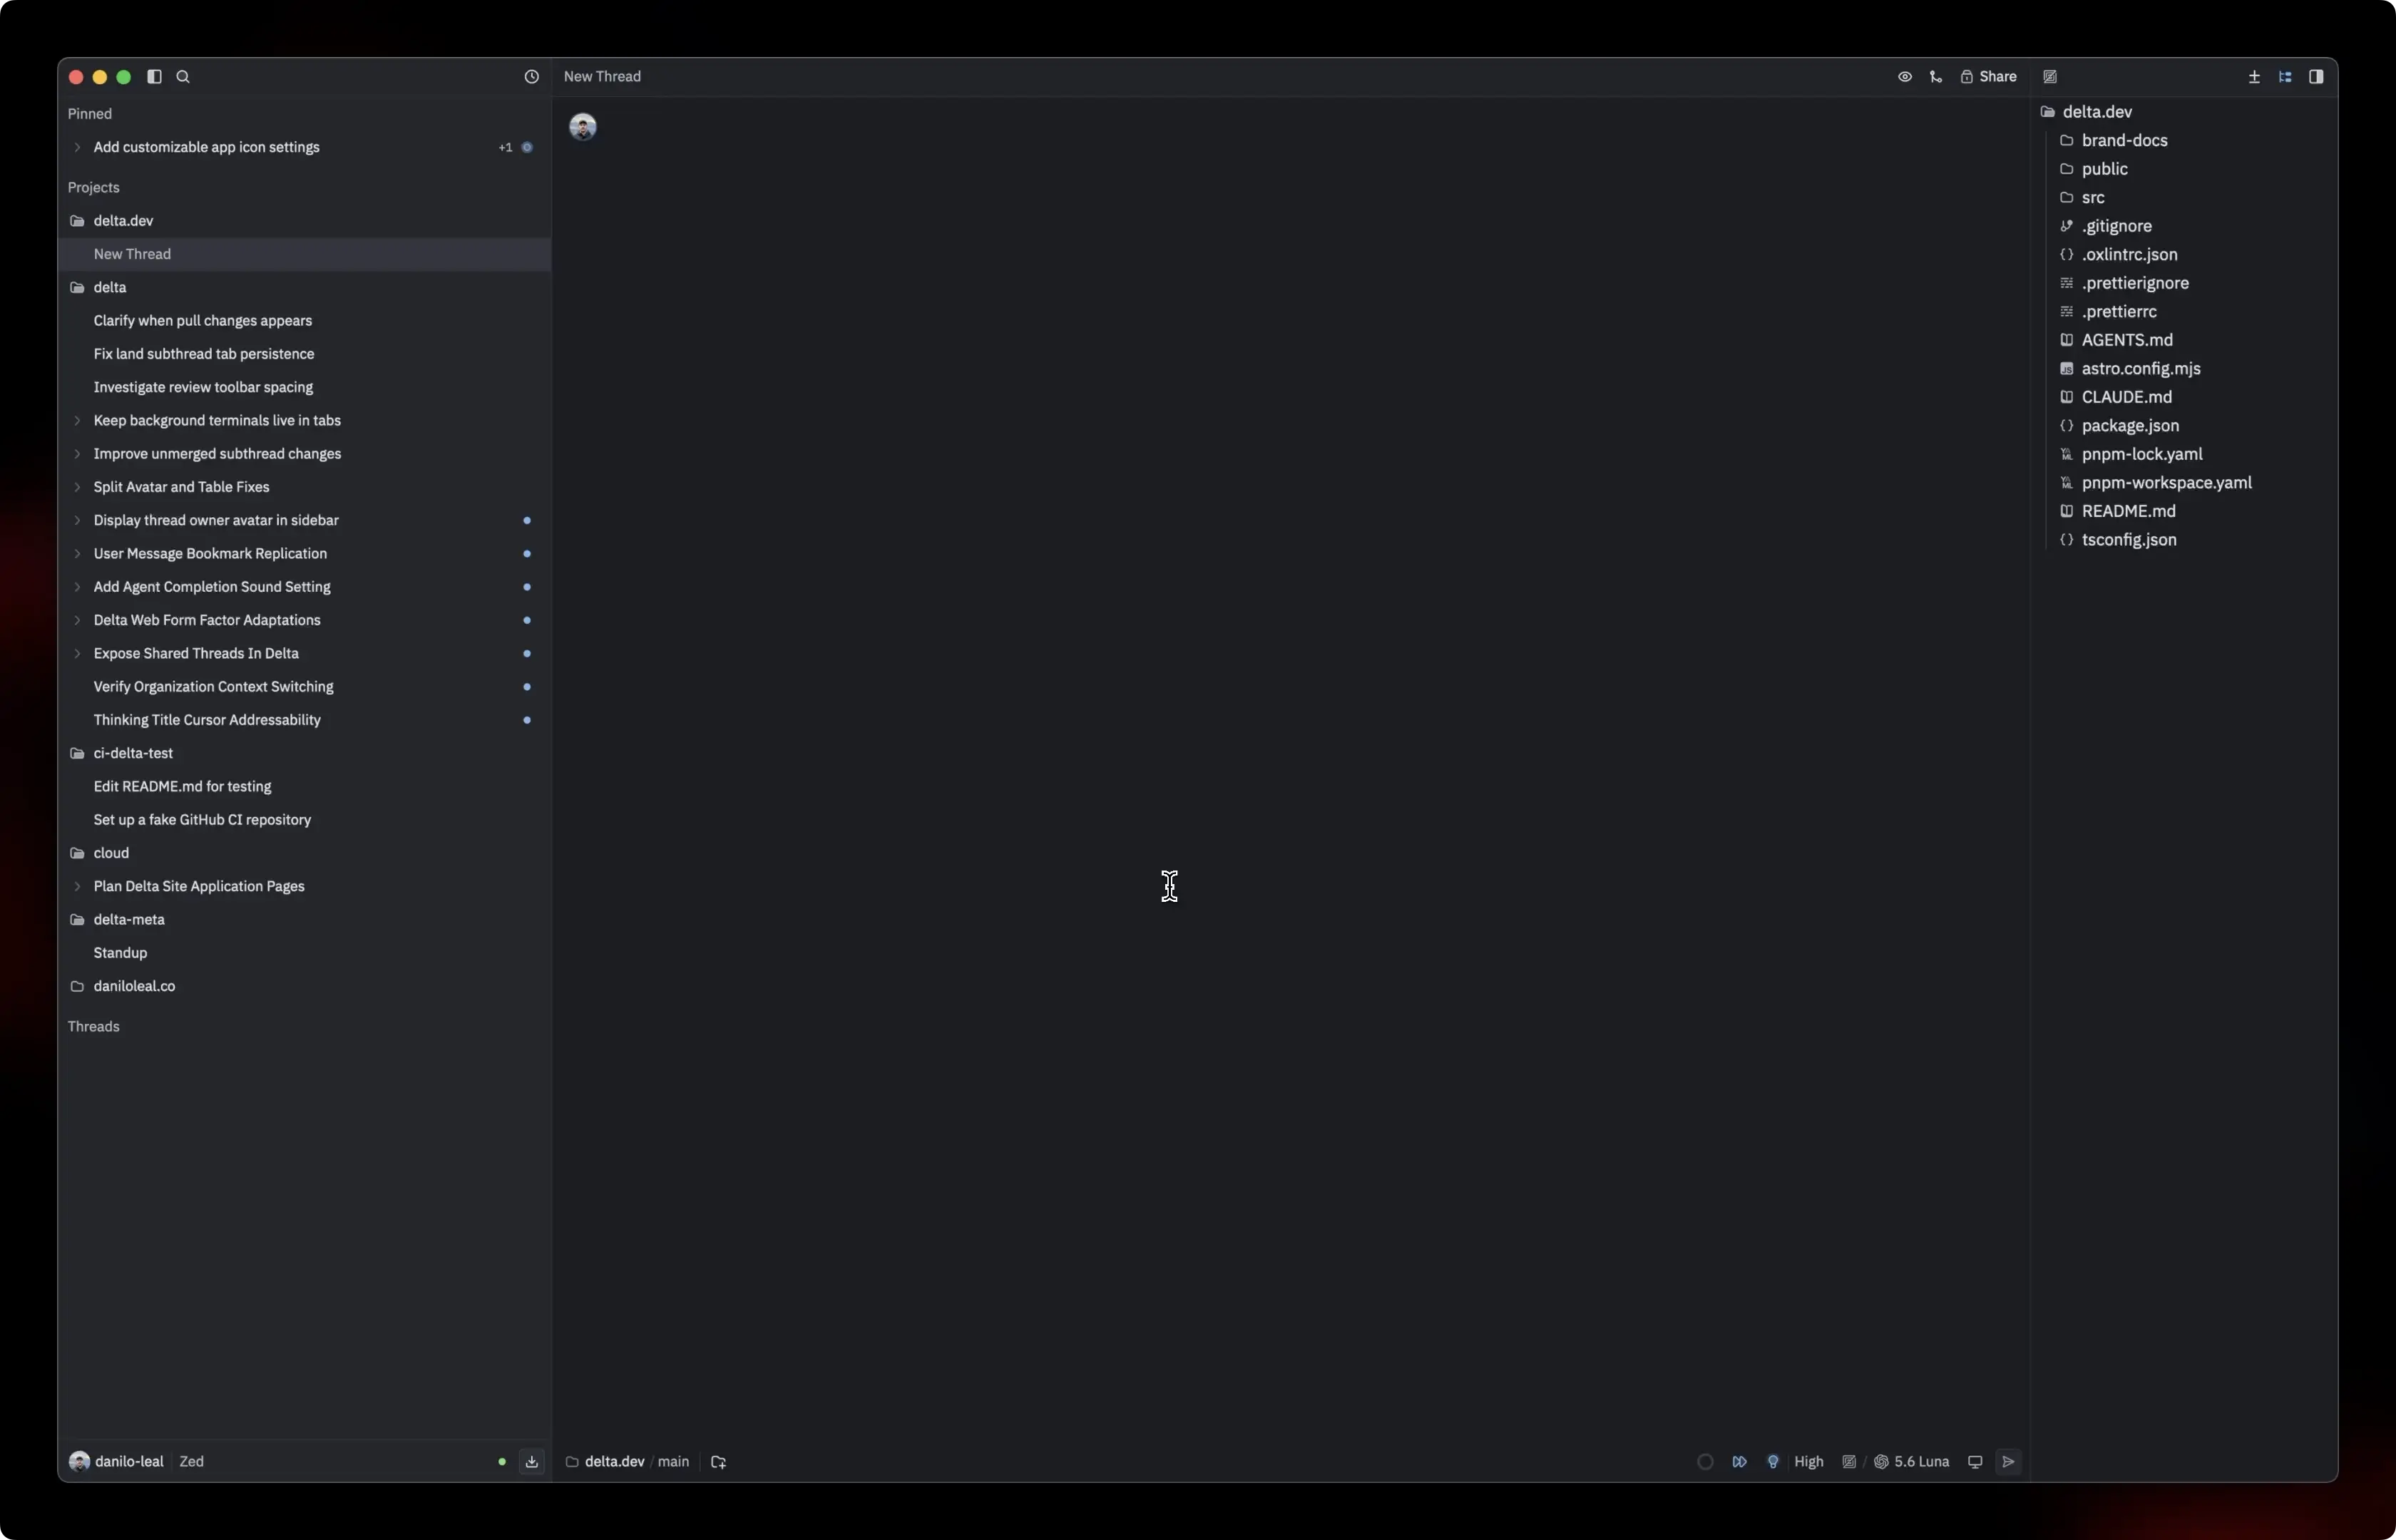 New Thread
Share
Pinned
Add customizable app icon settings
+1
Projects
delta.dev
New Thread
delta
Clarify when pull changes appears
Fix land subthread tab persistence
Investigate review toolbar spacing
Keep background terminals live in tabs
Improve unmerged subthread changes
Split Avatar and Table Fixes
Display thread owner avatar in sidebar
User Message Bookmark Replication
Add Agent Completion Sound Setting
Delta Web Form Factor Adaptations
Expose Shared Threads In Delta
Verify Organization Context Switching
Thinking Title Cursor Addressability
ci-delta-test
Edit README.md for testing
Set up a fake GitHub CI repository
cloud
Plan Delta Site Application Pages
delta-meta
Standup
daniloleal.co
Threads
danilo-leal
Zed
delta.dev / main
High
/ 5.6 Luna
delta.dev
brand-docs
public
src
.gitignore
{} .oxlintrc.json
.prettierignore
.prettierrc
AGENTS.md
JS astro.config.mjs
CLAUDE.md
{} package.json
YAML pnpm-lock.yaml
YAML pnpm-workspace.yaml
README.md
{} tsconfig.json